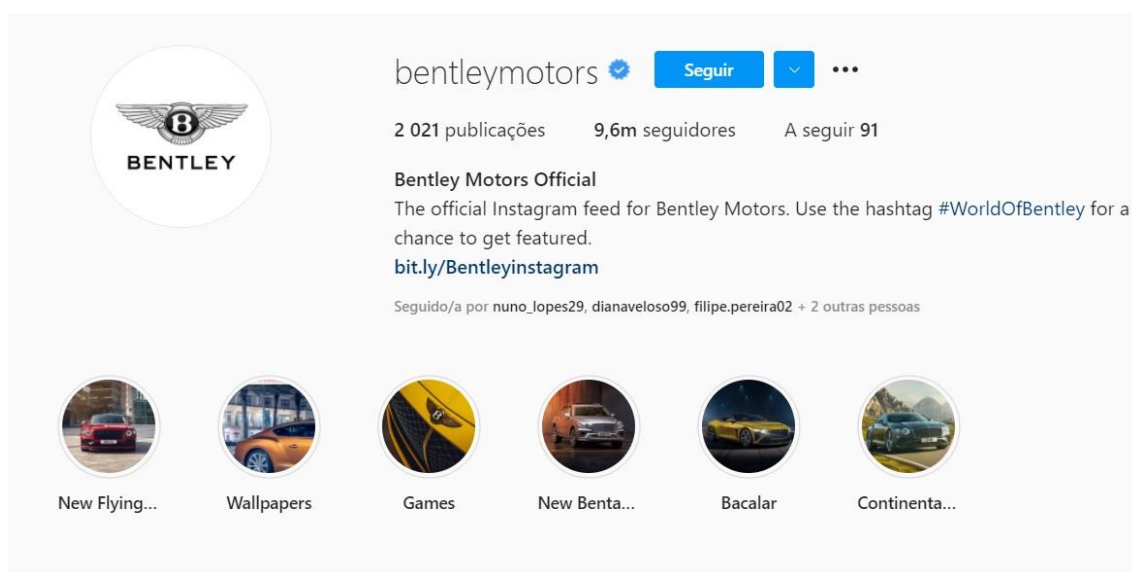 bentleymotors Seguir
2 021 publicações 9,6m seguidores A seguir 91
B
BENTLEY
Bentley Motors Official
The official Instagram feed for Bentley Motors. Use the hashtag #WorldOfBentley for a
chance to get featured.
bit.ly/Bentleyinstagram
Seguido/a por nuno_lopes29, dianaveloso99, filipe.pereira02 + 2 outras pessoas
New Flying... Wallpapers Games New Benta... Bacalar Continenta...